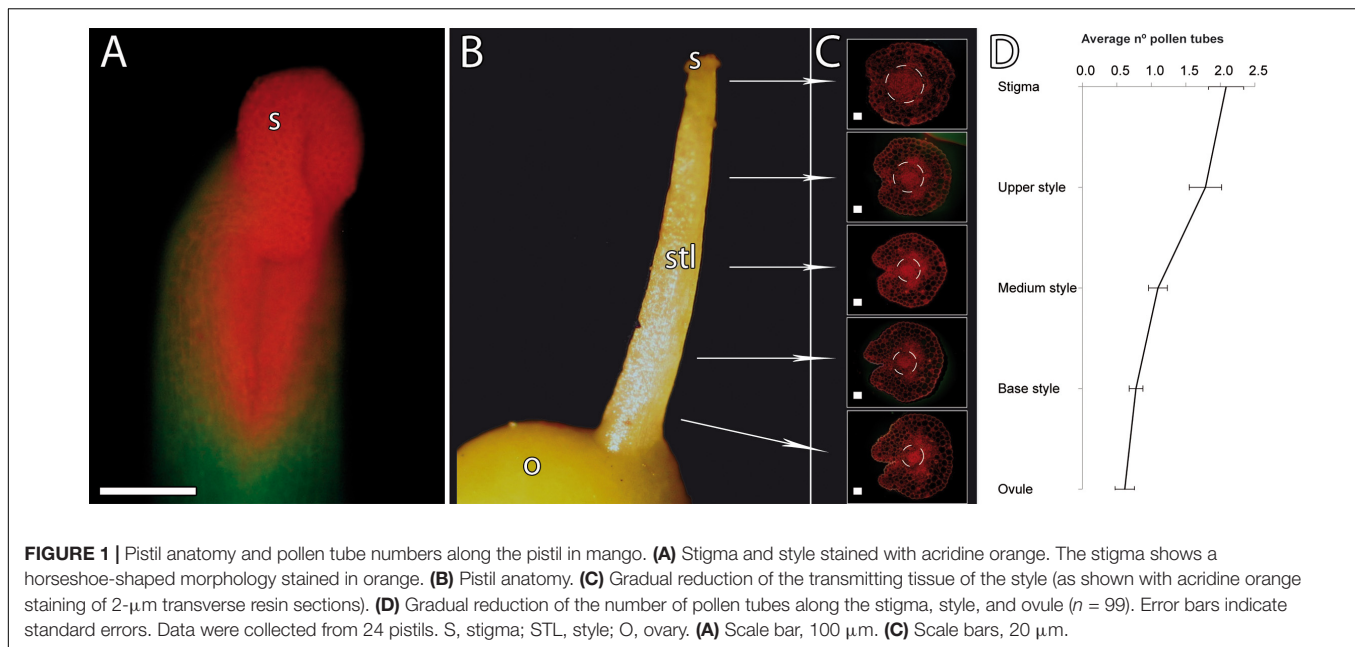 A
B
C
D
s
s
stl
o
Average nº pollen tubes
0.0 0.5 1.0 1.5 2.0 2.5
Stigma
Upper style
Medium style
Base style
Ovule
FIGURE 1 | Pistil anatomy and pollen tube numbers along the pistil in mango. (A) Stigma and style stained with acridine orange. The stigma shows a
horseshoe-shaped morphology stained in orange. (B) Pistil anatomy. (C) Gradual reduction of the transmitting tissue of the style (as shown with acridine orange
staining of 2-μm transverse resin sections). (D) Gradual reduction of the number of pollen tubes along the stigma, style, and ovule (n = 99). Error bars indicate
standard errors. Data were collected from 24 pistils. S, stigma; STL, style; O, ovary. (A) Scale bar, 100 μm. (C) Scale bars, 20 μm.